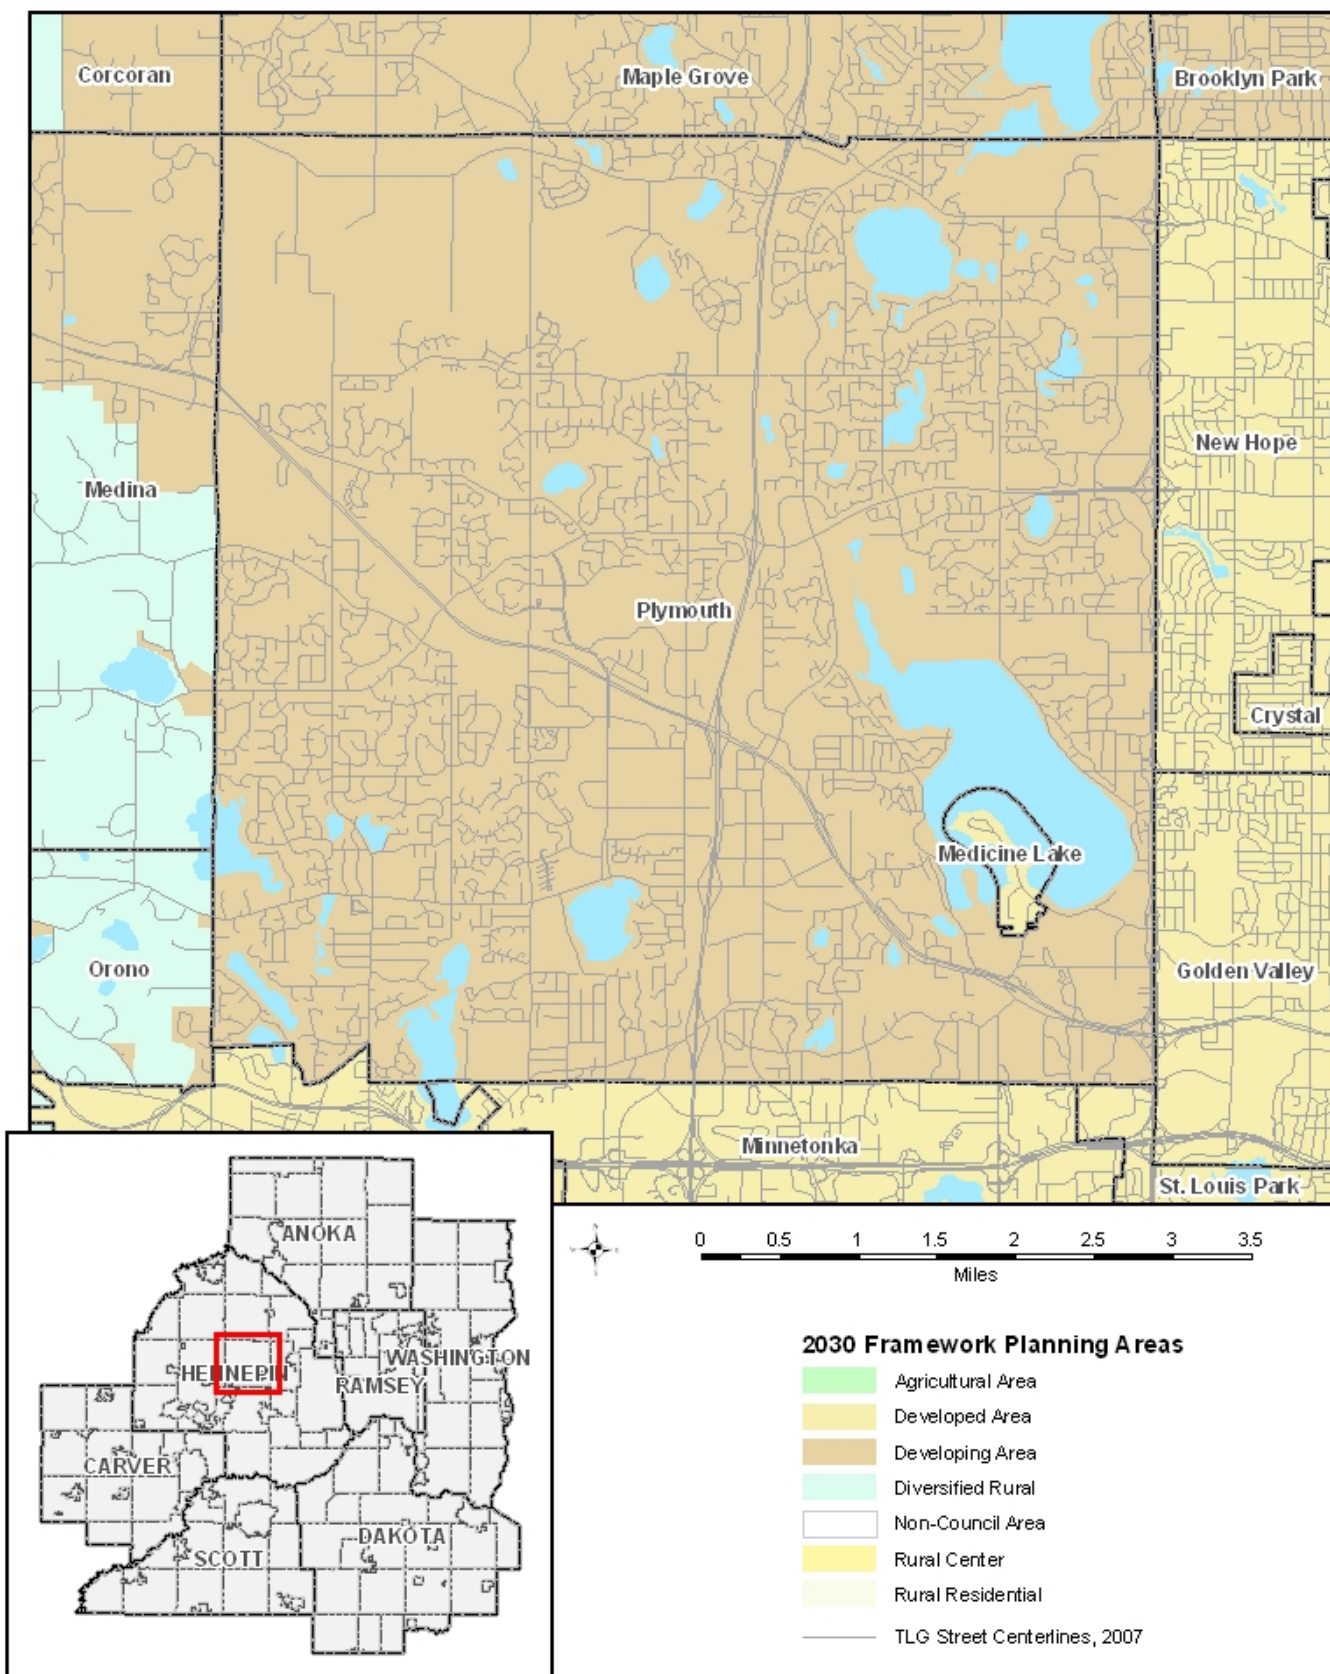 Corcoran
Maple Grove
Brooklyn Park
New Hope
Medina
Plymouth
Crystal
Medicine Lake
Orono
Golden Valley
Minnetonka
St. Louis Park
ANOKA
HENNEPIN
WASHINGTON
RAMSEY
CARVER
DAKOTA
SCOTT
0 0.5 1 1.5 2 2.5 3 3.5
Miles
2030 Framework Planning Areas
Agricultural Area
Developed Area
Developing Area
Diversified Rural
Non-Council Area
Rural Center
Rural Residential
TLG Street Centerlines, 2007